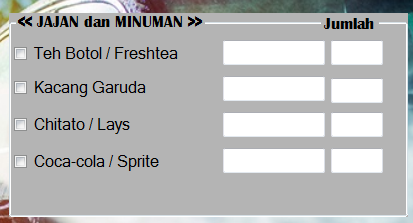 « JAJAN dan MINUMAN » Jumlah
Teh Botol / Freshtea
Kacang Garuda
Chitato / Lays
Coca-cola / Sprite